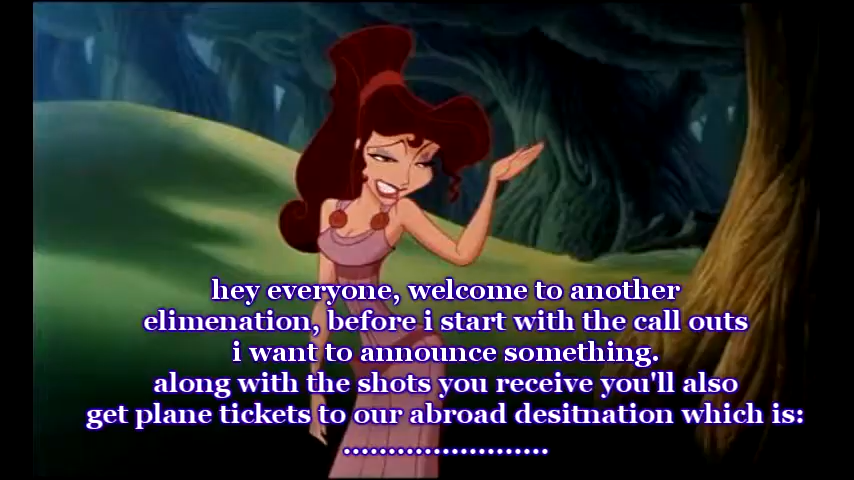 hey everyone, welcome to another
elimenation, before i start with the call outs
i want to announce something.
along with the shots you receive you'll also
get plane tickets to our abroad desitnation which is:
.......................